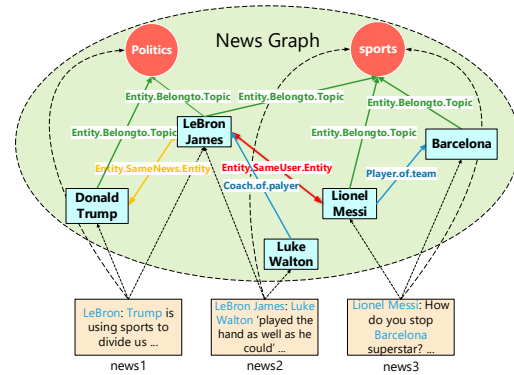 News Graph
Politics
sports
Entity.Belongto.Topic
Entity.Belongto.Topic
Entity.Belongto.Topic
Entity.Belongto.Topic
LeBron
James
Entity.Belongto.Topic
Barcelona
Entity.SameNews.Entity
Entity.SameUser.Entity
Coach.of.palyer
Player.of.team
Donald
Trump
Lionel
Messi
Luke
Walton
LeBron: Trump is
using sports to
divide us ...
news1
LeBron James: Luke
Walton ‘played the
hand as well as he
could’ ...
news2
Lionel Messi: How
do you stop
Barcelona
superstar? ...
news3